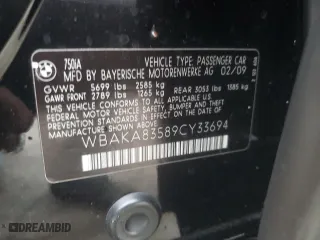 750IA
VEHICLE TYPE: PASSENGER CAR
MFD BY BAYERISCHE MOTORENWERKE AG 02/09
GVWR 5699 lbs 2585 kg
GAWR FRONT 2789 lbs 1265 kg REAR 3053 lbs 1385 kg
THIS VEHICLE CONFORMS TO ALL APPLICABLE
FEDERAL MOTOR VEHICLE SAFETY, BUMPER
AND THEFT PREVENTION STANDARDS IN EFFECT ON
THE DATE OF MANUFACTURE SHOWN ABOVE.
WBAKA83589CY33694